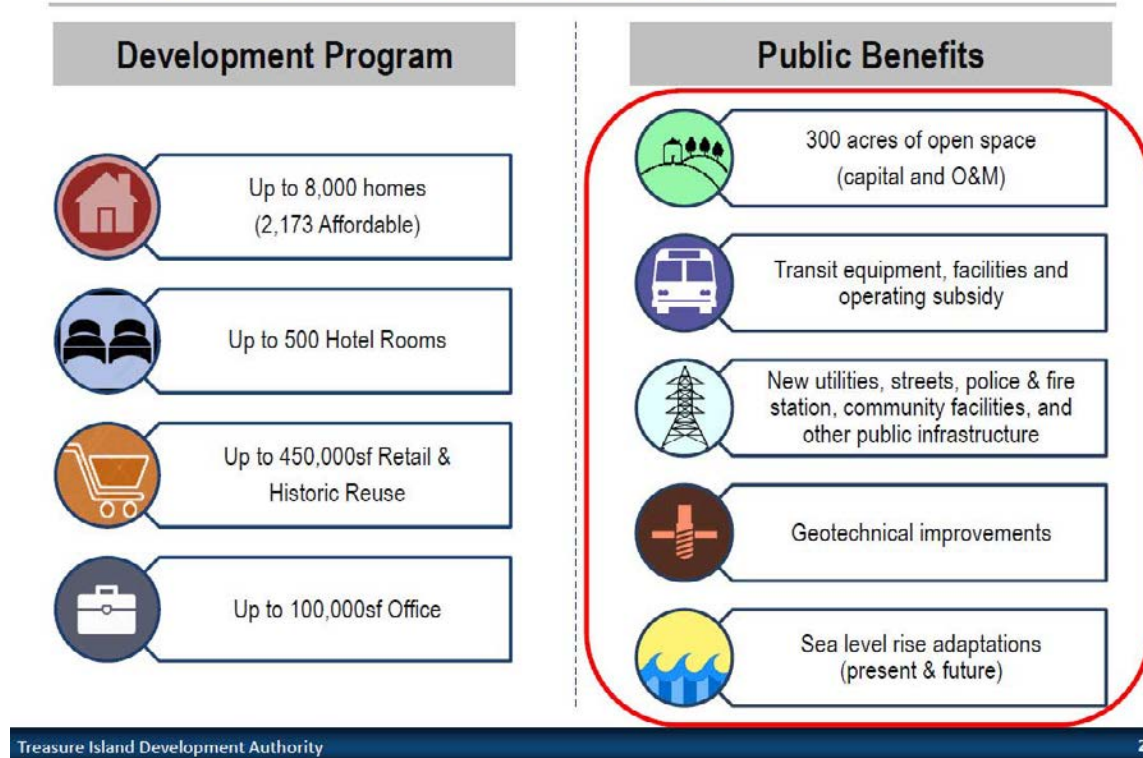 Development Program
Up to 8,000 homes
(2,173 Affordable)
Up to 500 Hotel Rooms
Up to 450,000sf Retail &
Historic Reuse
Up to 100,000sf Office
Public Benefits
300 acres of open space
(capital and O&M)
Transit equipment, facilities and
operating subsidy
New utilities, streets, police & fire
station, community facilities, and
other public infrastructure
Geotechnical improvements
Sea level rise adaptations
(present & future)
Treasure Island Development Authority